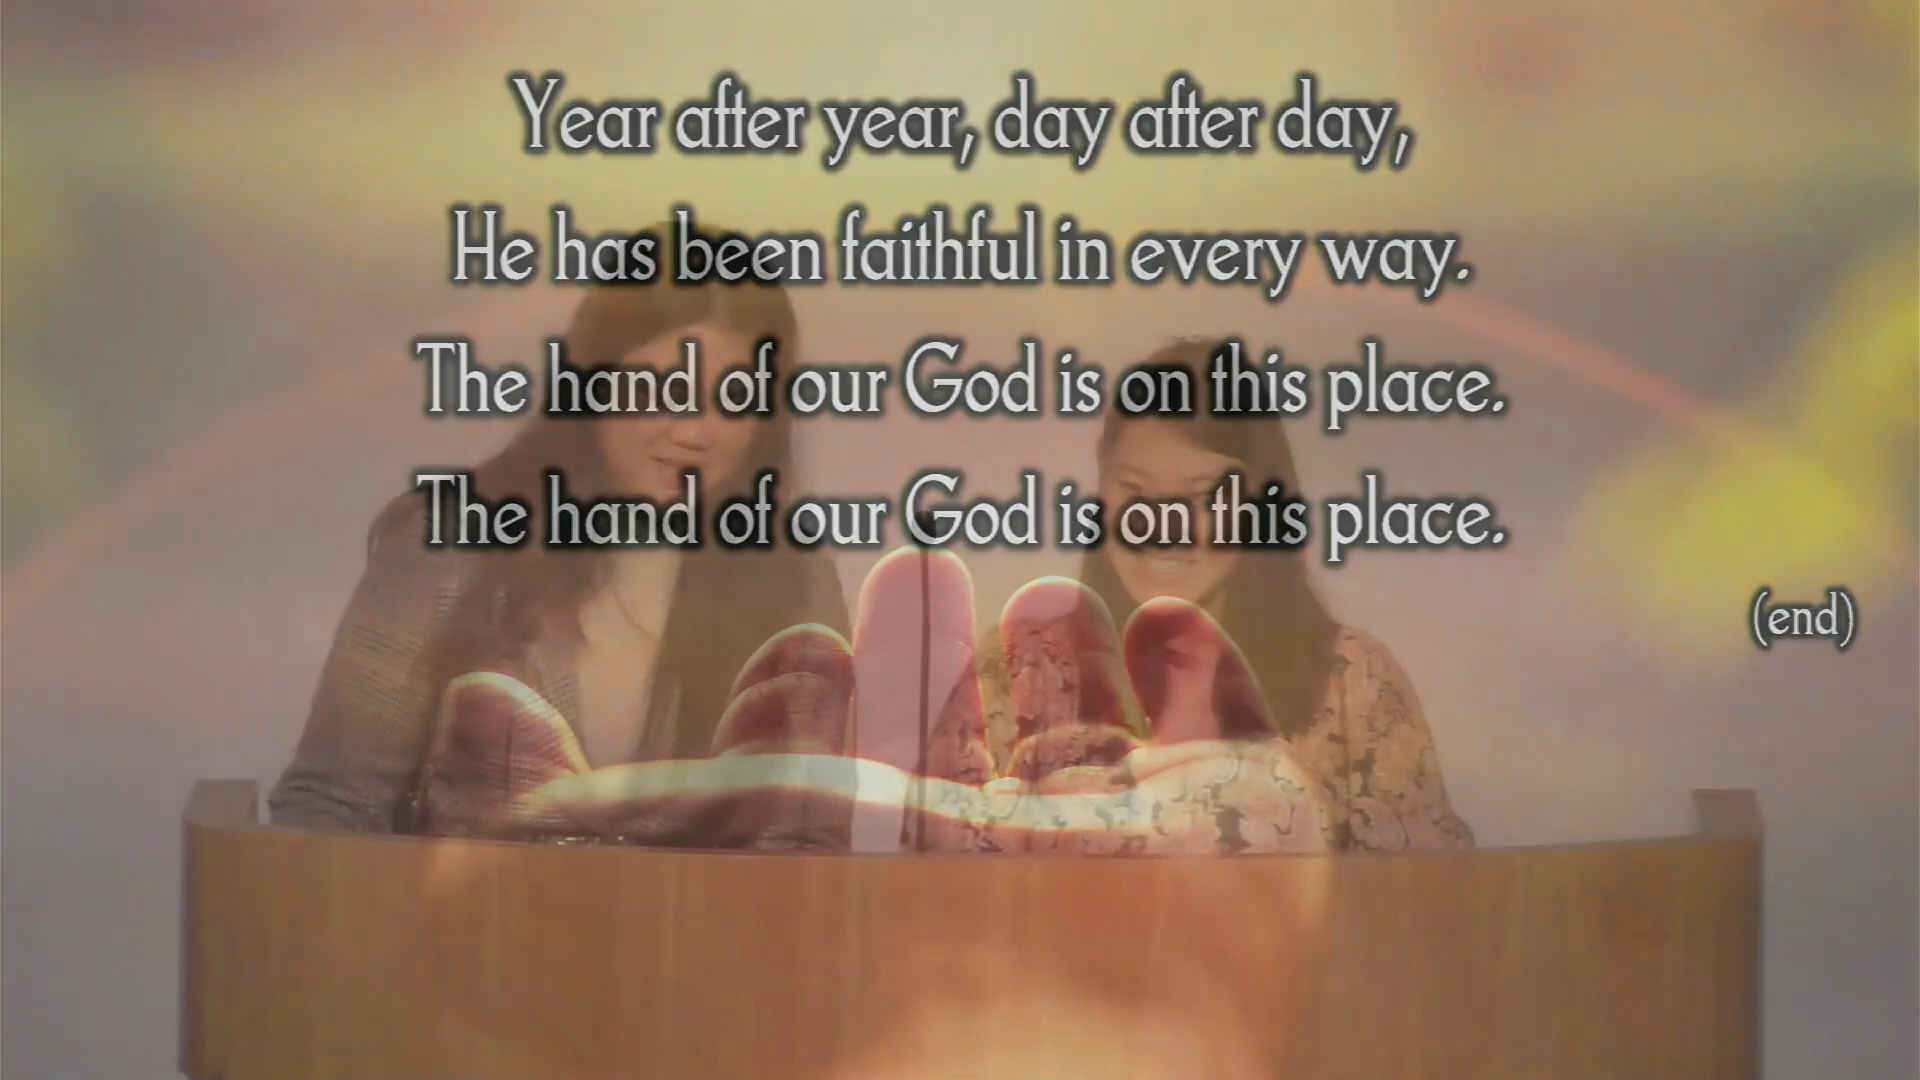 Year after year, day after day,
He has been faithful in every way.
The hand of our God is on this place.
The hand of our God is on this place.
(end)